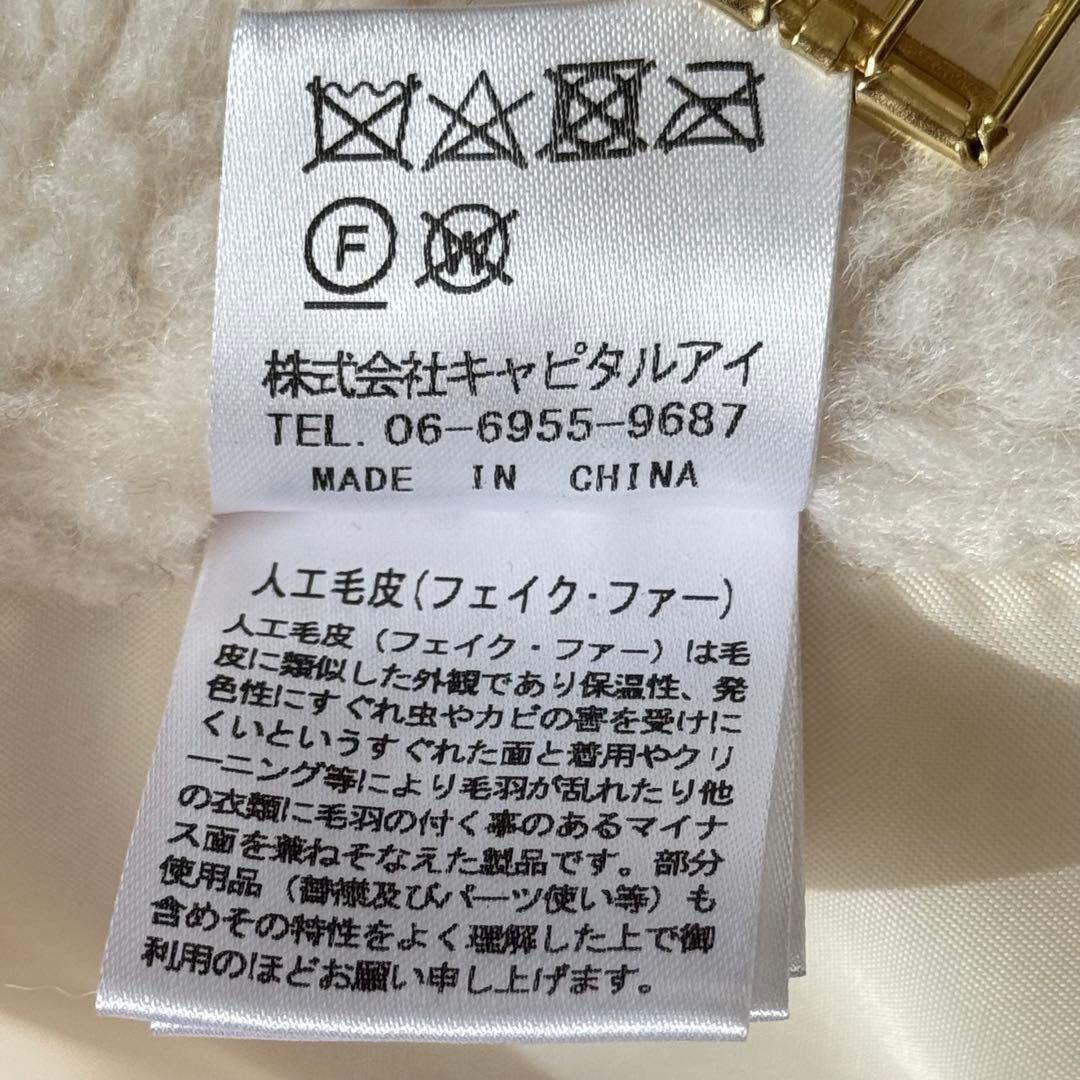 F
W
株式会社キャピタルアイ
TEL. 06-6955-9687
MADE IN CHINA
人工毛皮(フェイク・ファー)
人工毛皮(フェイク・ファー)は毛
皮に類似した外観であり保温性、発
色性にすぐれ虫やカビの害を受けに
くいというすぐれた面と着用やクリ
ーニング等により毛羽が乱れたり他
の衣類に毛羽の付く事のあるマイナ
ス面を兼ねそなえた製品です。部分
使用品(替襟及びパーツ使い等)も
含めその特性をよく理解した上で御
利用のほどお願い申し上げます。